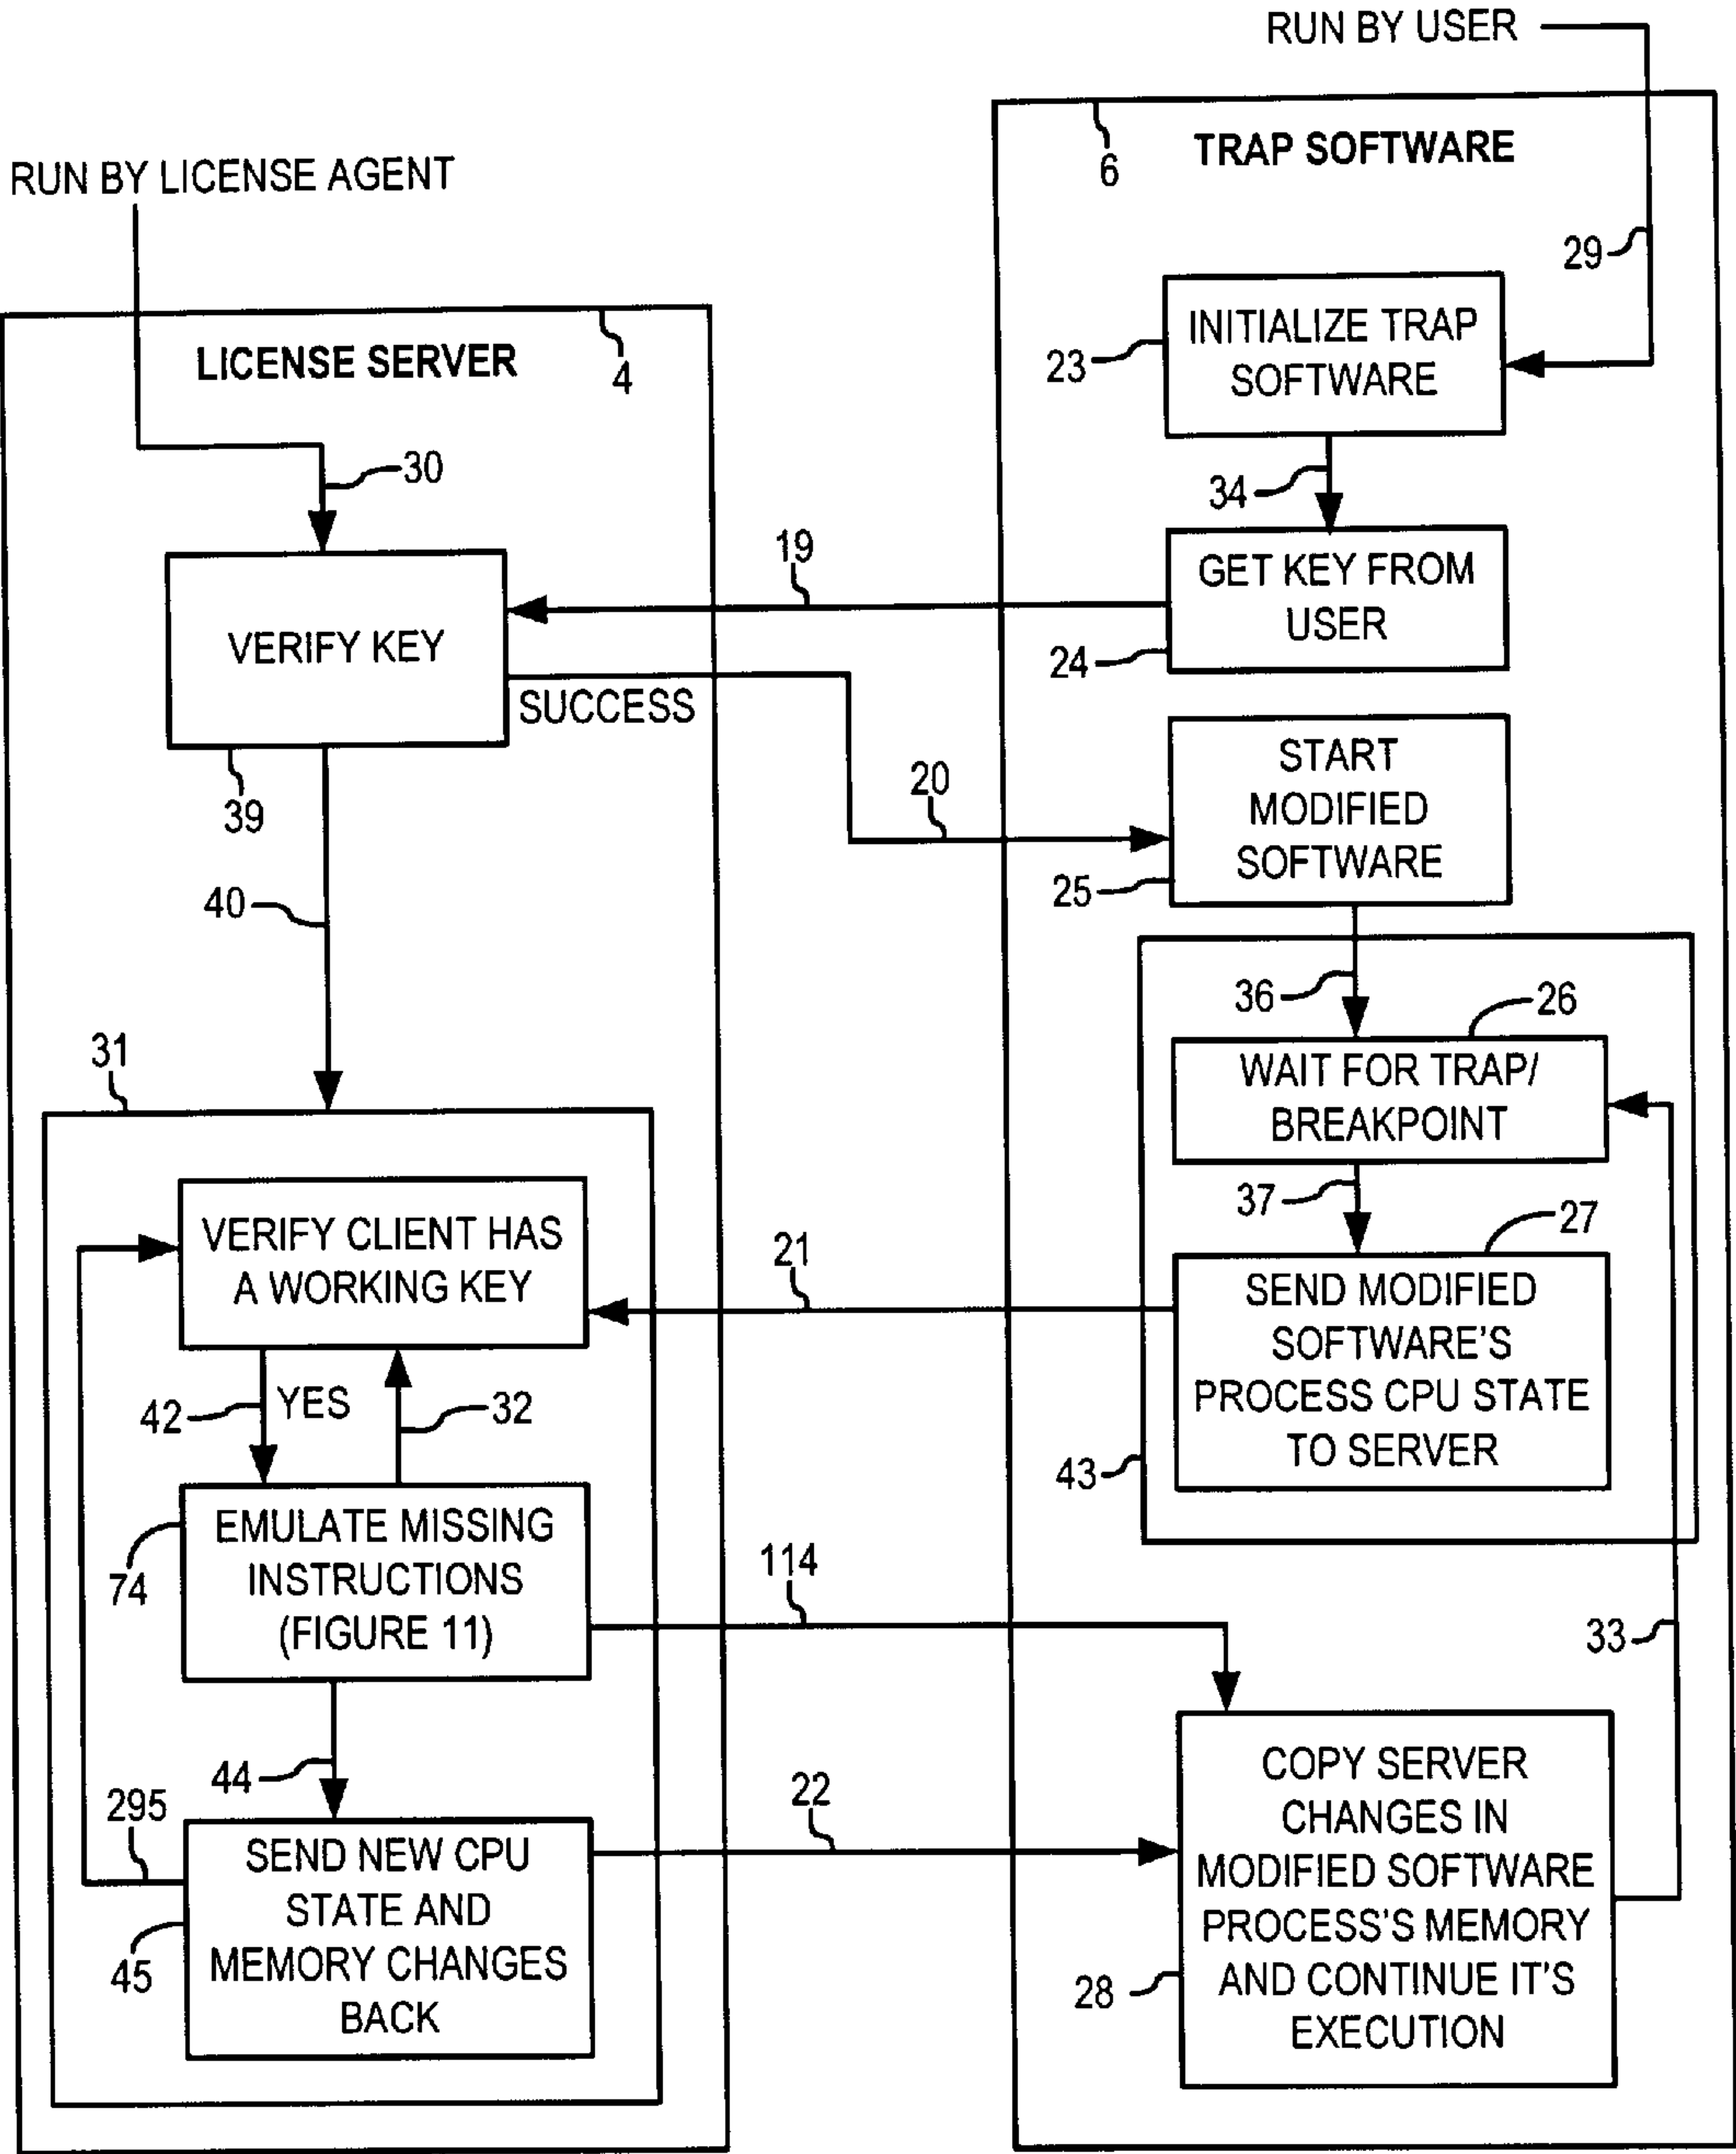 RUN BY USER
6
TRAP SOFTWARE
RUN BY LICENSE AGENT
29
LICENSE SERVER
4
23
INITIALIZE TRAP
SOFTWARE
30
34
19
GET KEY FROM
USER
24
VERIFY KEY
SUCCESS
39
20
START
MODIFIED
SOFTWARE
25
40
36
26
31
WAIT FOR TRAP/
BREAKPOINT
37
27
VERIFY CLIENT HAS
A WORKING KEY
21
SEND MODIFIED
SOFTWARE'S
PROCESS CPU STATE
TO SERVER
43
42
YES
32
74
EMULATE MISSING
INSTRUCTIONS
(FIGURE 11)
114
33
44
295
22
SEND NEW CPU
STATE AND
MEMORY CHANGES
BACK
45
COPY SERVER
CHANGES IN
MODIFIED SOFTWARE
PROCESS'S MEMORY
AND CONTINUE IT'S
EXECUTION
28